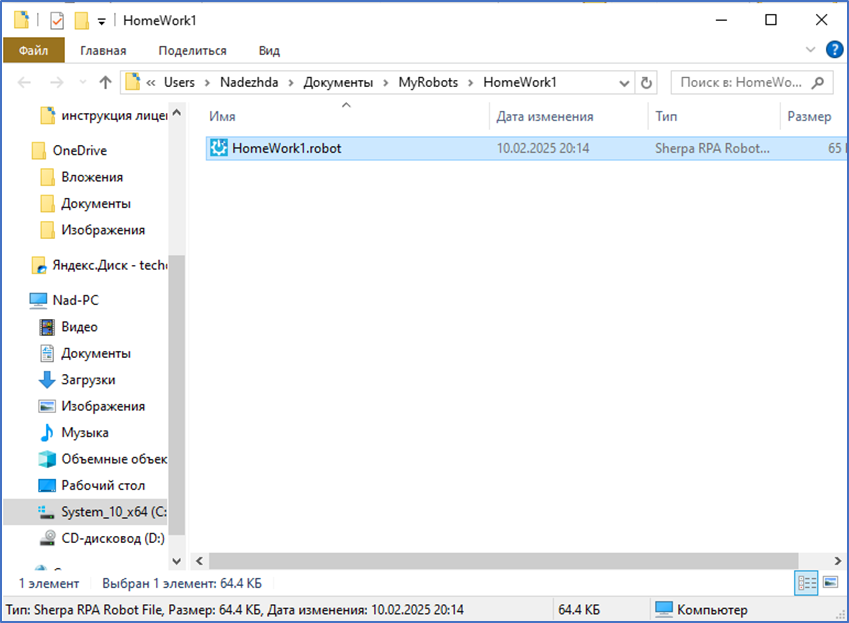 HomeWork1
Файл Главная Поделиться Вид
« Users > Nadezhda > Документы > MyRobots > HomeWork1 Поиск в: HomeWo...
инструкция лицен
OneDrive
Вложения
Документы
Изображения
Яндекс.Диск - techo
Nad-PC
Видео
Документы
Загрузки
Изображения
Музыка
Объемные объек
Рабочий стол
System_10_x64 (C:
CD-дисковод (D:)
Имя Дата изменения Тип Размер
HomeWork1.robot 10.02.2025 20:14 Sherpa RPA Robot... 65
1 элемент Выбран 1 элемент: 64.4 КБ
Тип: Sherpa RPA Robot File, Размер: 64.4 КБ, Дата изменения: 10.02.2025 20:14 64.4 КБ Компьютер